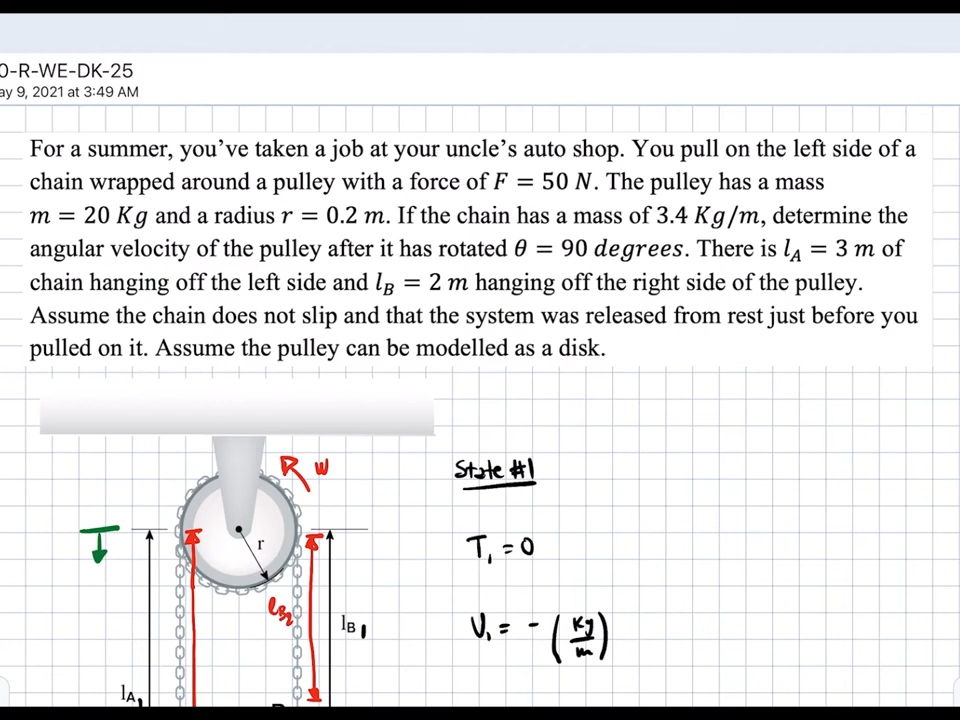 0-R-WE-DK-25
ay 9, 2021 at 3:49 AM
For a summer, you've taken a job at your uncle's auto shop. You pull on the left side of a
chain wrapped around a pulley with a force of F = 50 N. The pulley has a mass
m = 20 Kg and a radius r = 0.2 m. If the chain has a mass of 3.4 Kg/m, determine the
angular velocity of the pulley after it has rotated θ = 90 degrees. There is l_A = 3 m of
chain hanging off the left side and l_B = 2 m hanging off the right side of the pulley.
Assume the chain does not slip and that the system was released from rest just before you
pulled on it. Assume the pulley can be modelled as a disk.
W
State #1
r
T₁ = 0
l_B2
l_B1
V₁ = - (Kg/m)
l_A1